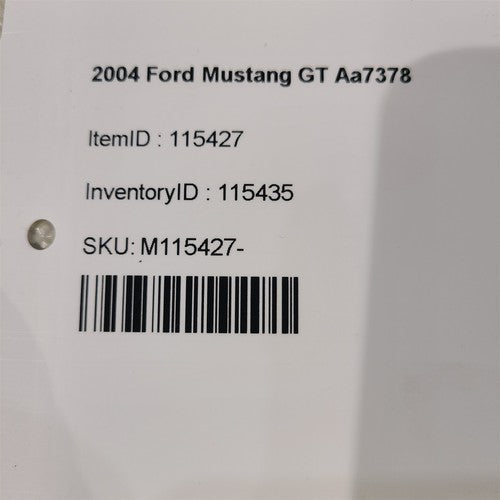 2004 Ford Mustang GT Aa7378
ItemID : 115427
InventoryID : 115435
SKU: M115427-